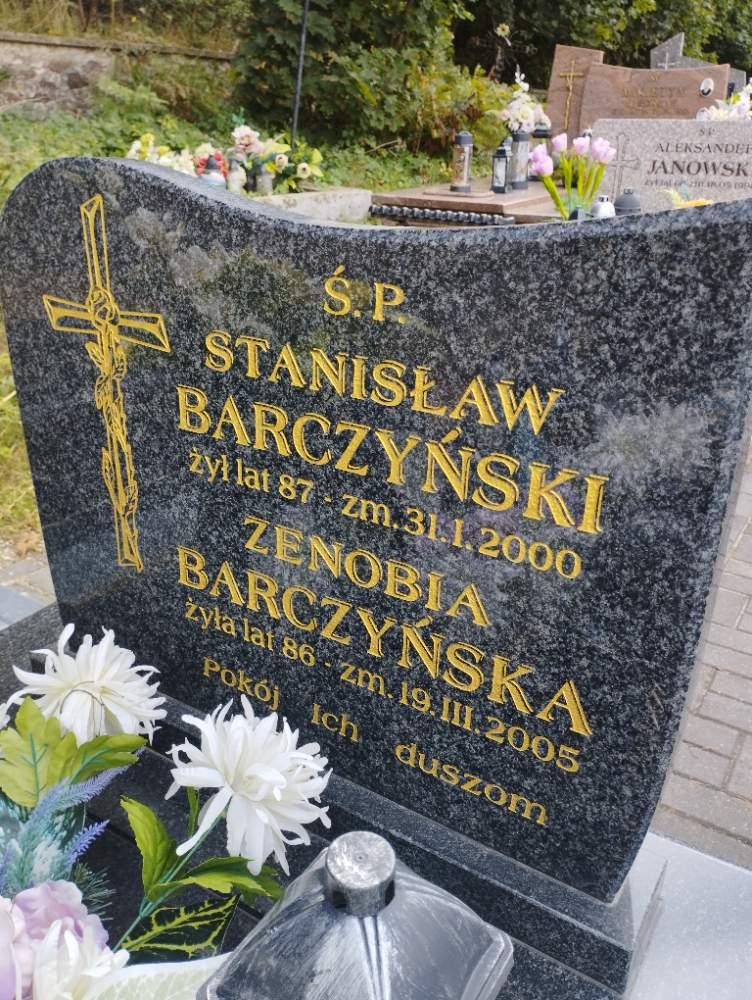 Ś.P.
STANISŁAW
BARCZYŃSKI
żył lat 87 - zm. 31.I.2000
ZENOBIA
BARCZYŃSKA
żyła lat 86 - zm. 19.III.2005
Pokój Ich duszom
Ś P
ALEKSANDER
JANOWSK